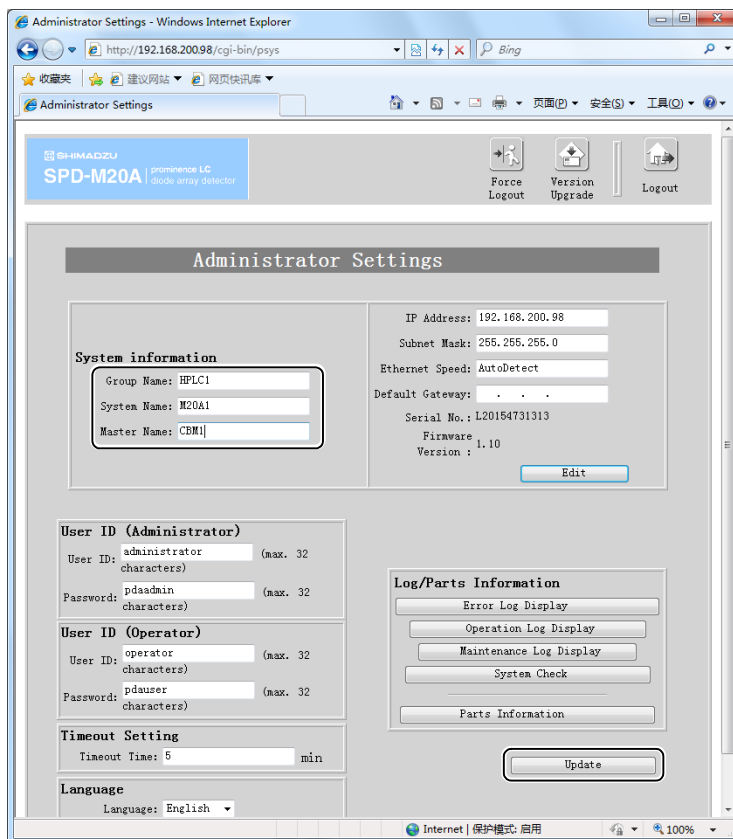 Administrator Settings - Windows Internet Explorer
http://192.168.200.98/cgi-bin/psys
Bing
收藏夹
建议网站
网页快讯库
Administrator Settings
页面(P)
安全(S)
工具(O)
SHIMADZU
SPD-M20A
prominence LC
diode array detector
Force
Logout
Version
Upgrade
Logout
Administrator Settings
System information
Group Name: HPLC1
System Name: M20A1
Master Name: CBM1
IP Address: 192.168.200.98
Subnet Mask: 255.255.255.0
Ethernet Speed: AutoDetect
Default Gateway: . . .
Serial No.: L20154731313
Firmware
Version : 1.10
Edit
User ID (Administrator)
User ID: administrator (max. 32
characters)
Password: pdaadmin (max. 32
characters)
User ID (Operator)
User ID: operator (max. 32
characters)
Password: pdauser (max. 32
characters)
Timeout Setting
Timeout Time: 5 min
Language
Language: English
Log/Parts Information
Error Log Display
Operation Log Display
Maintenance Log Display
System Check
Parts Information
Update
Internet | 保护模式: 启用
100%